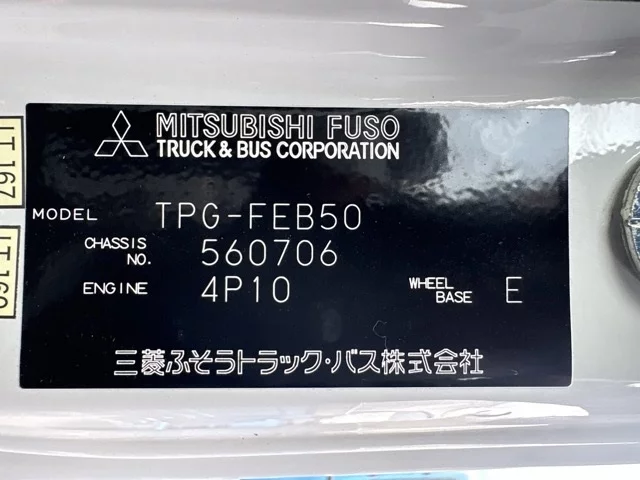 MITSUBISHI FUSO
TRUCK & BUS CORPORATION
MODEL TPG-FEB50
CHASSIS NO. 560706
ENGINE 4P10 WHEEL BASE E
三菱ふそうトラック・バス株式会社